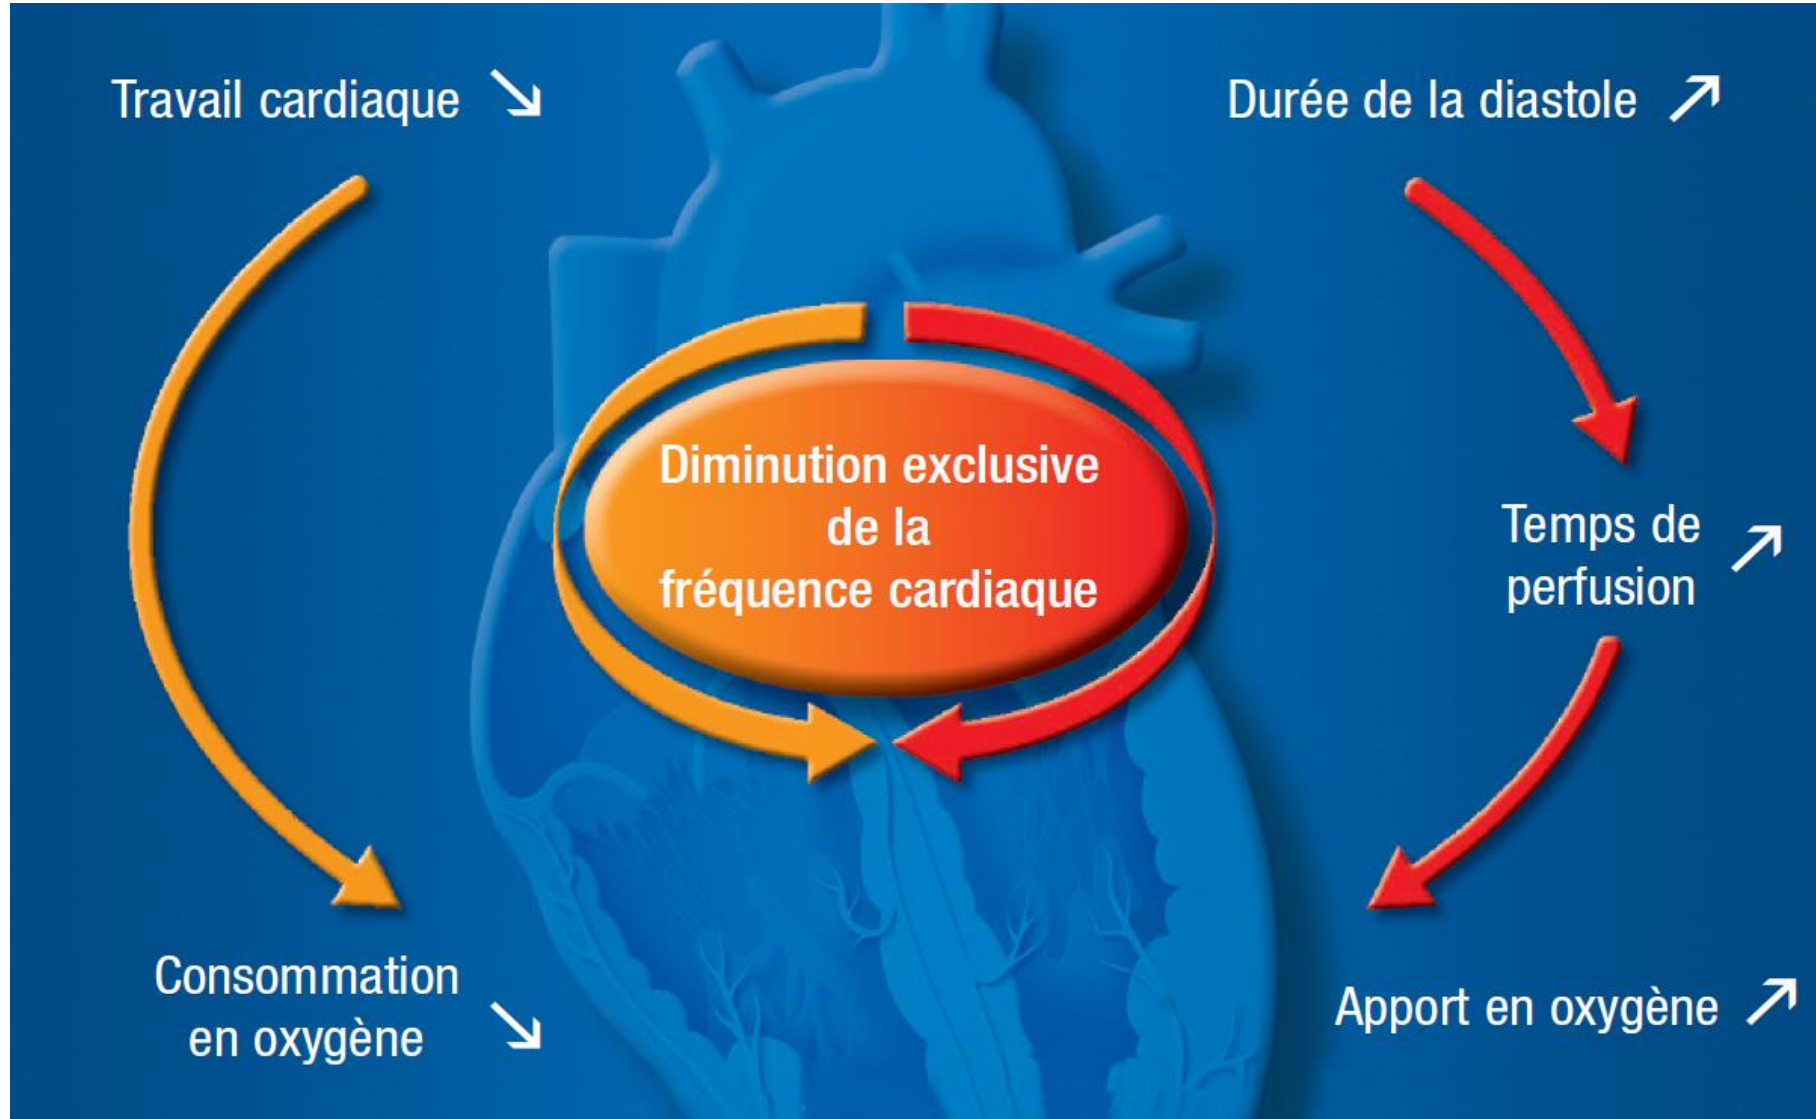 Travail cardiaque ↘
Durée de la diastole ↗
Diminution exclusive
de la
fréquence cardiaque
Temps de
perfusion ↗
Consommation
en oxygène ↘
Apport en oxygène ↗